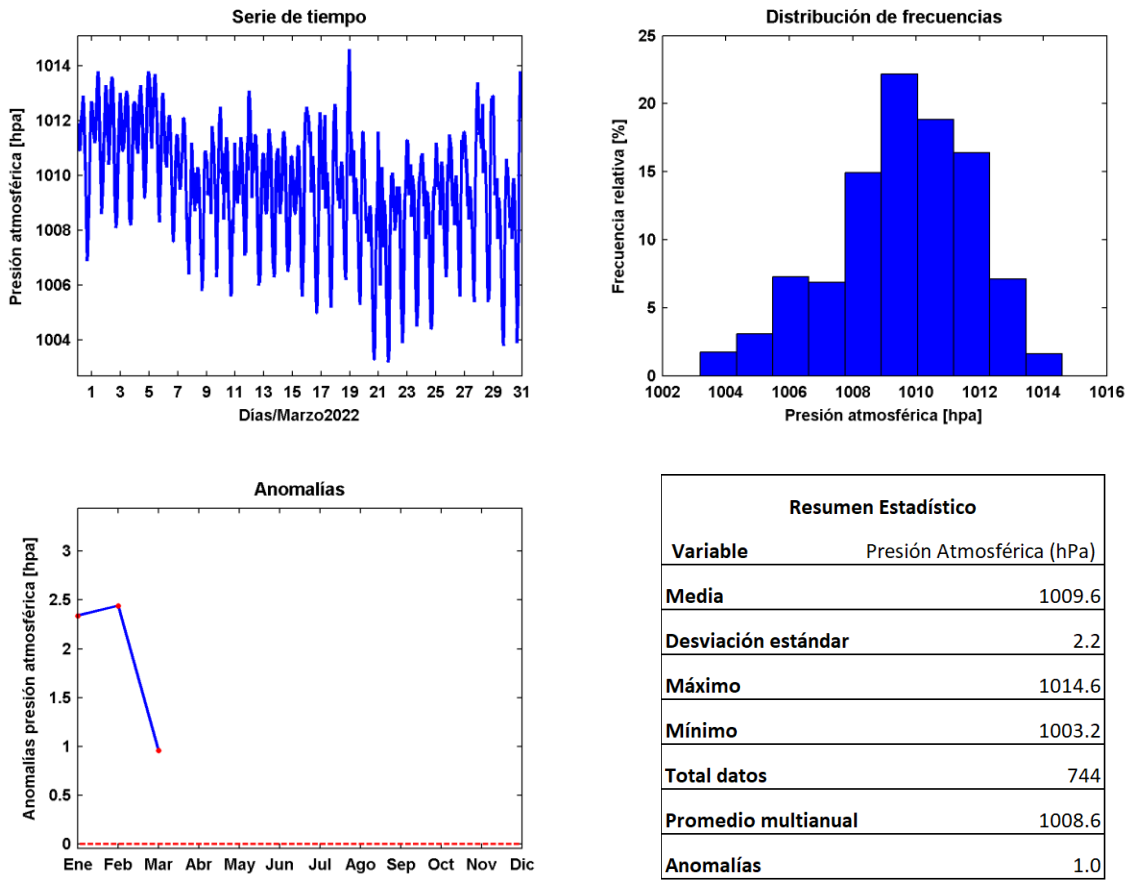 Serie de tiempo
Presión atmosférica [hpa]
1014
1012
1010
1008
1006
1004
1 3 5 7 9 11 13 15 17 19 21 23 25 27 29 31
Días/Marzo2022
Distribución de frecuencias
Frecuencia relativa [%]
25
20
15
10
5
0
1002 1004 1006 1008 1010 1012 1014 1016
Presión atmosférica [hpa]
Anomalías
Anomalías presión atmosférica [hpa]
3
2.5
2
1.5
1
0.5
0
Ene Feb Mar Abr May Jun Jul Ago Sep Oct Nov Dic
Resumen Estadístico
Variable Presión Atmosférica (hPa)
Media 1009.6
Desviación estándar 2.2
Máximo 1014.6
Mínimo 1003.2
Total datos 744
Promedio multianual 1008.6
Anomalías 1.0